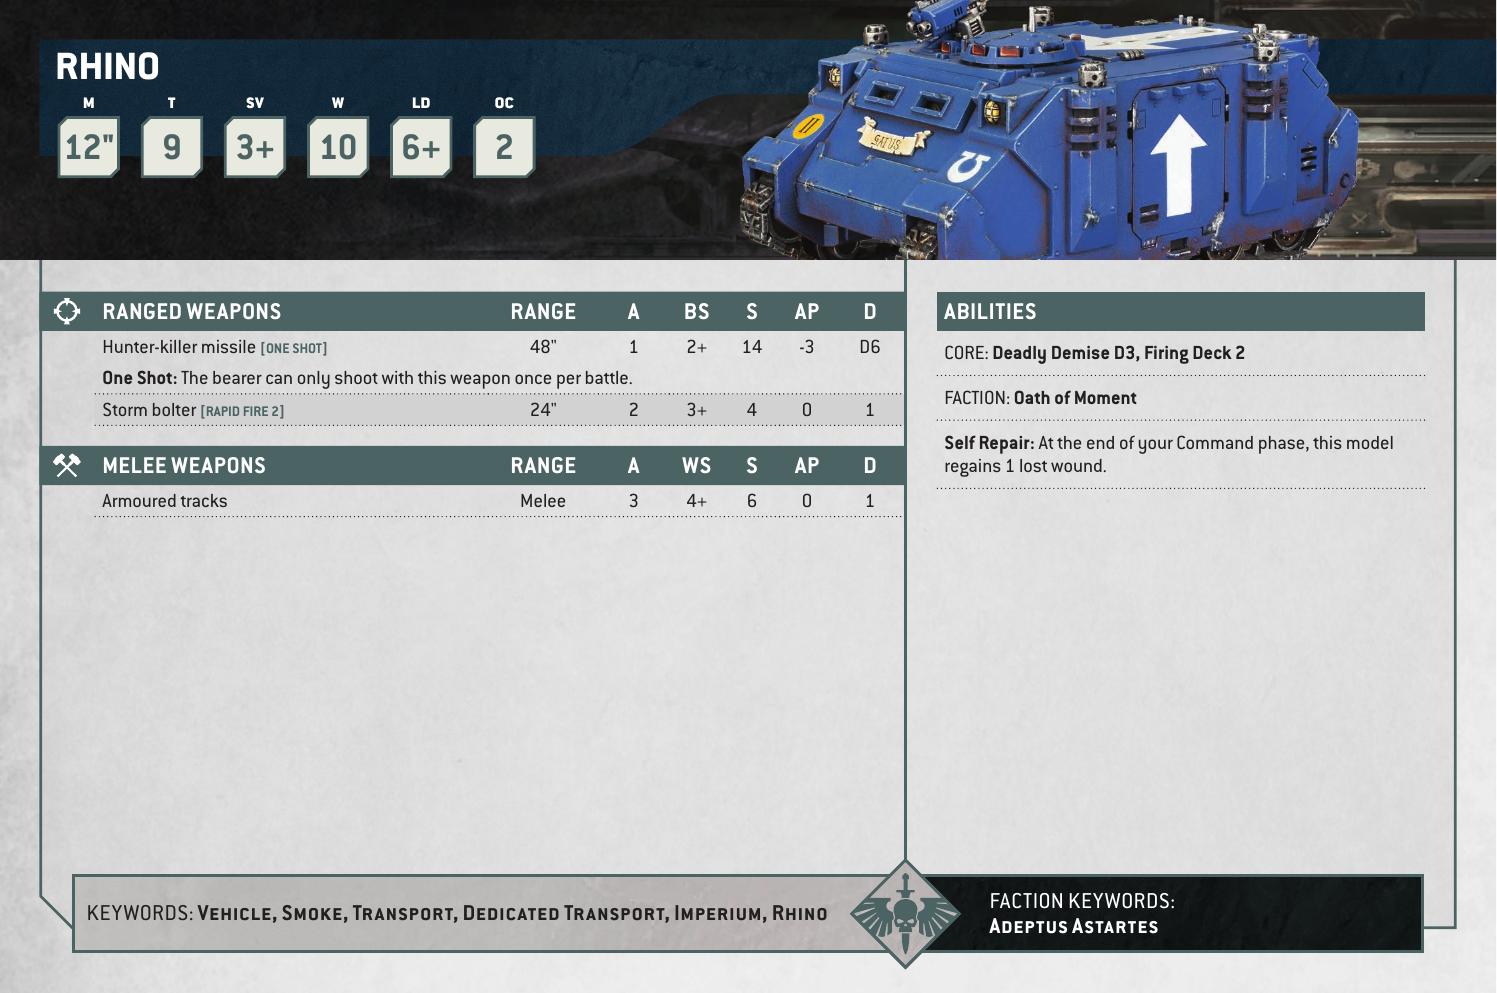 RHINO
M T SV W LD OC
12" 9 3+ 10 6+ 2
GAIUS
RANGED WEAPONS RANGE A BS S AP D
Hunter-killer missile [ONE SHOT] 48" 1 2+ 14 -3 D6
One Shot: The bearer can only shoot with this weapon once per battle.
Storm bolter [RAPID FIRE 2] 24" 2 3+ 4 0 1
MELEE WEAPONS RANGE A WS S AP D
Armoured tracks Melee 3 4+ 6 0 1
ABILITIES
CORE: Deadly Demise D3, Firing Deck 2
FACTION: Oath of Moment
Self Repair: At the end of your Command phase, this model
regains 1 lost wound.
KEYWORDS: Vehicle, Smoke, Transport, Dedicated Transport, Imperium, Rhino
FACTION KEYWORDS:
Adeptus Astartes